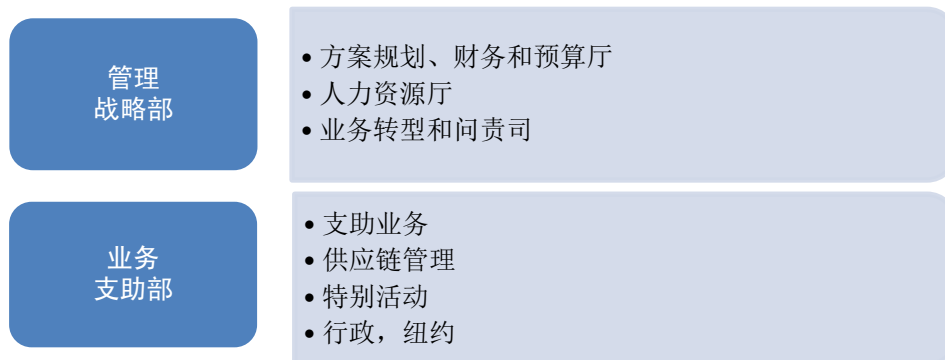 管理
战略部
• 方案规划、财务和预算厅
• 人力资源厅
• 业务转型和问责司
业务
支助部
• 支助业务
• 供应链管理
• 特别活动
• 行政，纽约